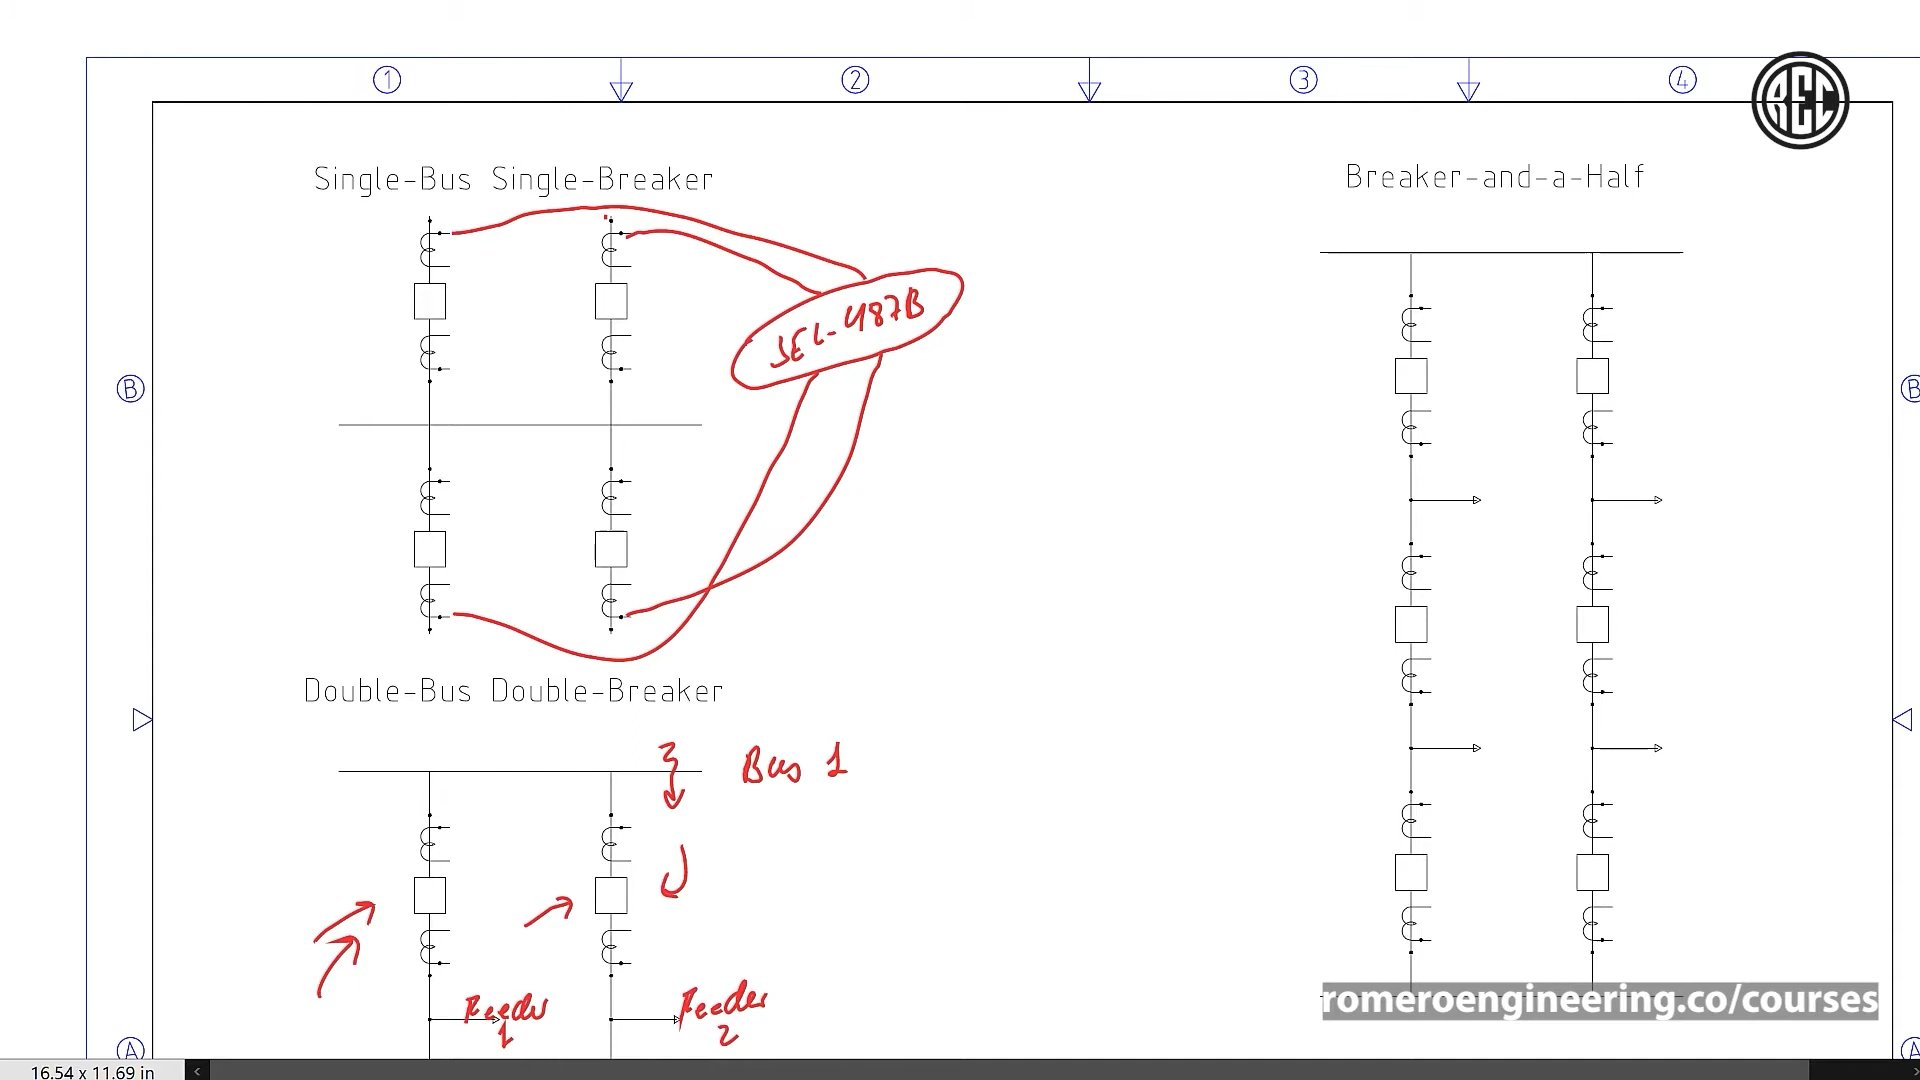 1 2 3 4
REC
Single-Bus Single-Breaker
Breaker-and-a-Half
SEL-487B
B B
Double-Bus Double-Breaker
Bus 1
Feeder 1
Feeder 2
romeroengineering.co/courses
A A
16.54 x 11.69 in